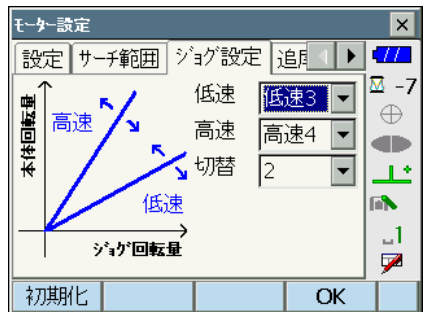 モーター設定
設定 サーチ範囲 ジョグ設定 追尾
本体回転量
高速
低速
ジョグ回転量
低速 低速3
高速 高速4
切替 2
-7
1
初期化 OK